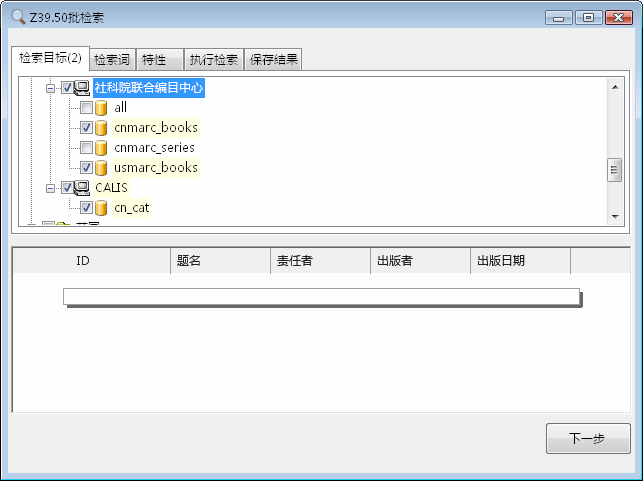 Z39.50批检索
检索目标(2) 检索词 特性 执行检索 保存结果
社科院联合编目中心
all
cnmarc_books
cnmarc_series
usmarc_books
CALIS
cn_cat
ID 题名 责任者 出版者 出版日期
下一步